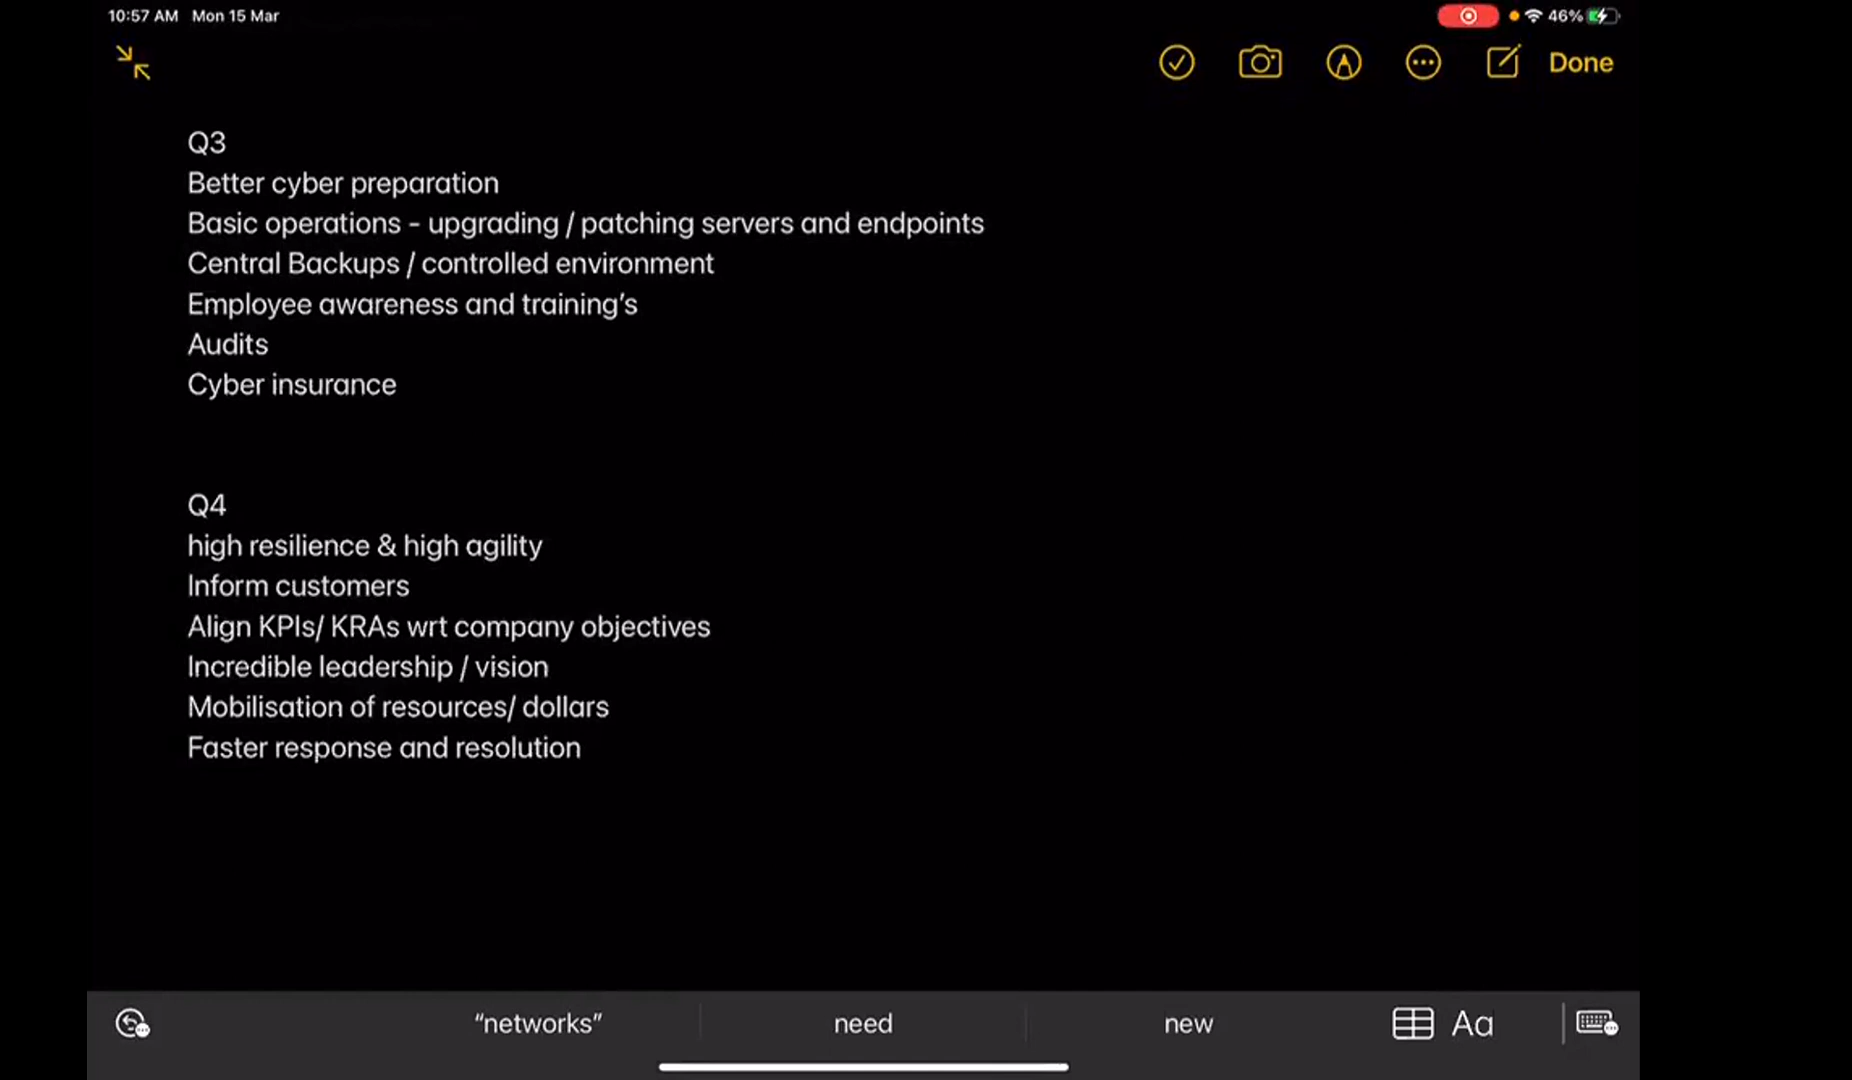 10:57 AM Mon 15 Mar
46%
Done
Q3
Better cyber preparation
Basic operations - upgrading / patching servers and endpoints
Central Backups / controlled environment
Employee awareness and training’s
Audits
Cyber insurance
Q4
high resilience & high agility
Inform customers
Align KPIs/ KRAs wrt company objectives
Incredible leadership / vision
Mobilisation of resources/ dollars
Faster response and resolution
“networks” need new Aa